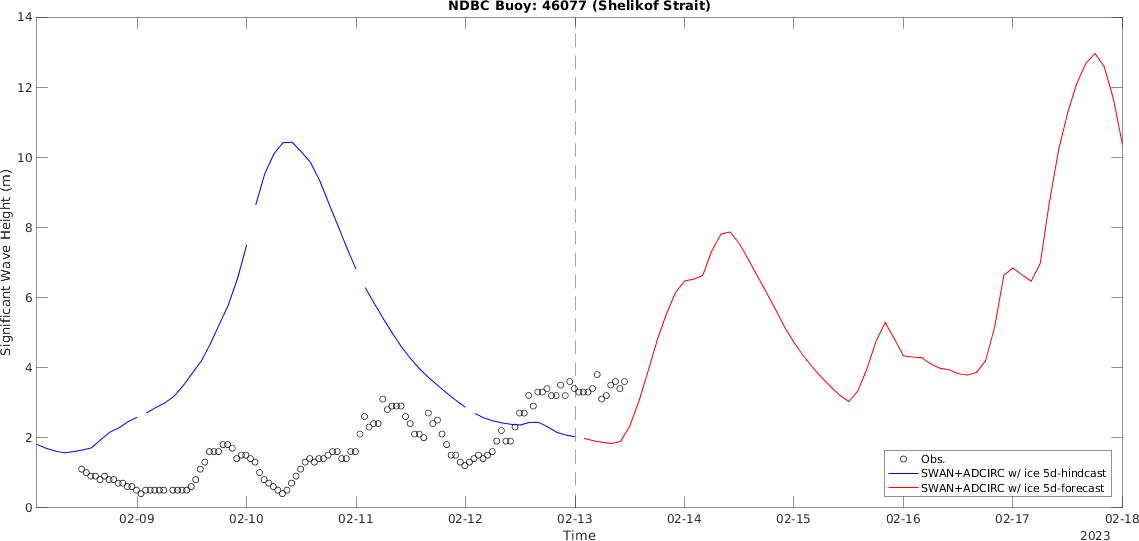 NDBC Buoy: 46077 (Shelikof Strait)
14
12
10
8
6
4
2
0
Significant Wave Height (m)
Obs.
SWAN+ADCIRC w/ ice 5d-hindcast
SWAN+ADCIRC w/ ice 5d-forecast
02-09 02-10 02-11 02-12 02-13 02-14 02-15 02-16 02-17 02-18
Time
2023